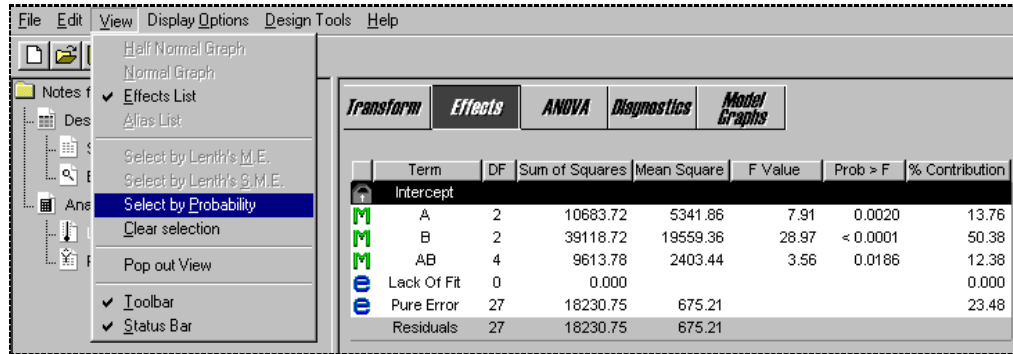 File Edit View Display Options Design Tools Help
Half Normal Graph
Normal Graph
✔ Effects List
Alias List
Select by Lenth's M.E.
Select by Lenth's S.M.E.
Select by Probability
Clear selection
Pop out View
✔ Toolbar
✔ Status Bar
Notes f
Des
Ana
Transform Effects ANOVA Diagnostics Model Graphs
Term DF Sum of Squares Mean Square F Value Prob > F % Contribution
Intercept
M A 2 10683.72 5341.86 7.91 0.0020 13.76
M B 2 39118.72 19559.36 28.97 < 0.0001 50.38
M AB 4 9613.78 2403.44 3.56 0.0186 12.38
e Lack Of Fit 0 0.000 0.000
e Pure Error 27 18230.75 675.21 23.48
Residuals 27 18230.75 675.21